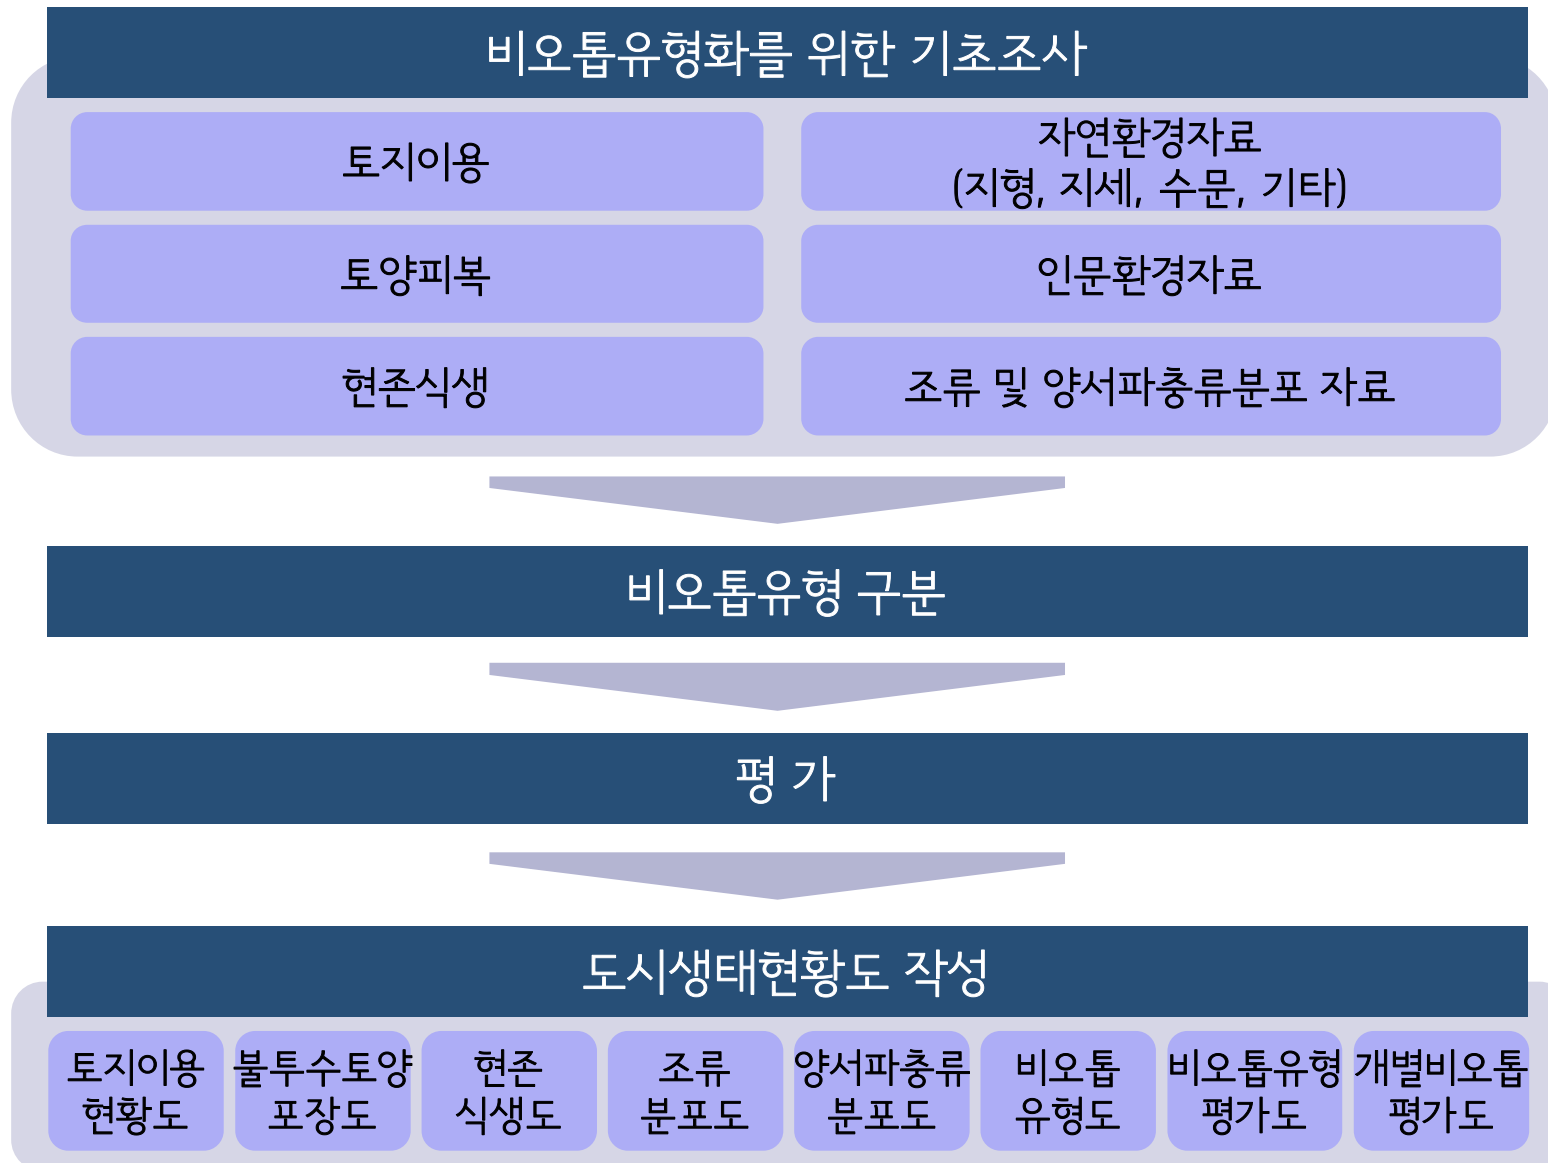 비오톱유형화를 위한 기초조사
토지이용
자연환경자료
(지형, 지세, 수문, 기타)
토양피복
인문환경자료
현존식생
조류 및 양서파충류분포 자료
비오톱유형 구분
평 가
도시생태현황도 작성
토지이용
현황도
불투수토양
포장도
현존
식생도
조류
분포도
양서파충류
분포도
비오톱
유형도
비오톱유형
평가도
개별비오톱
평가도